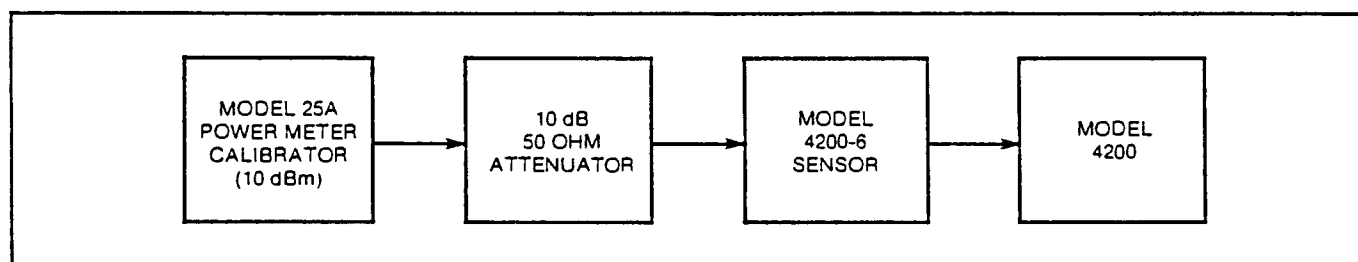 MODEL 25A
POWER METER
CALIBRATOR
(10 dBm)
10 dB
50 OHM
ATTENUATOR
MODEL
4200-6
SENSOR
MODEL
4200